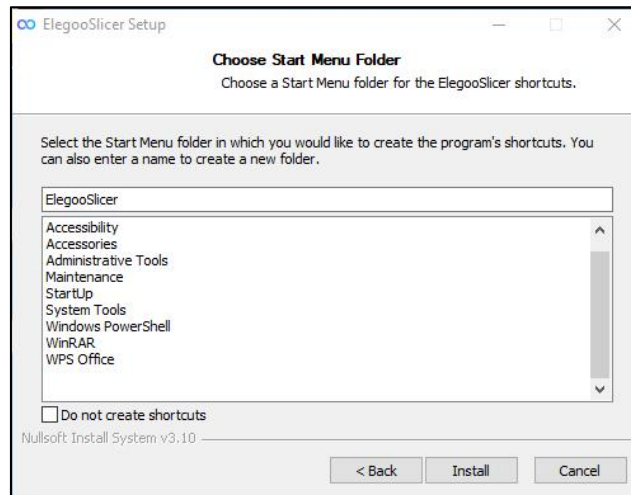 ElegooSlicer Setup
Choose Start Menu Folder
Choose a Start Menu folder for the ElegooSlicer shortcuts.
Select the Start Menu folder in which you would like to create the program's shortcuts. You
can also enter a name to create a new folder.
ElegooSlicer
Accessibility
Accessories
Administrative Tools
Maintenance
StartUp
System Tools
Windows PowerShell
WinRAR
WPS Office
Do not create shortcuts
Nullsoft Install System v3.10
< Back Install Cancel